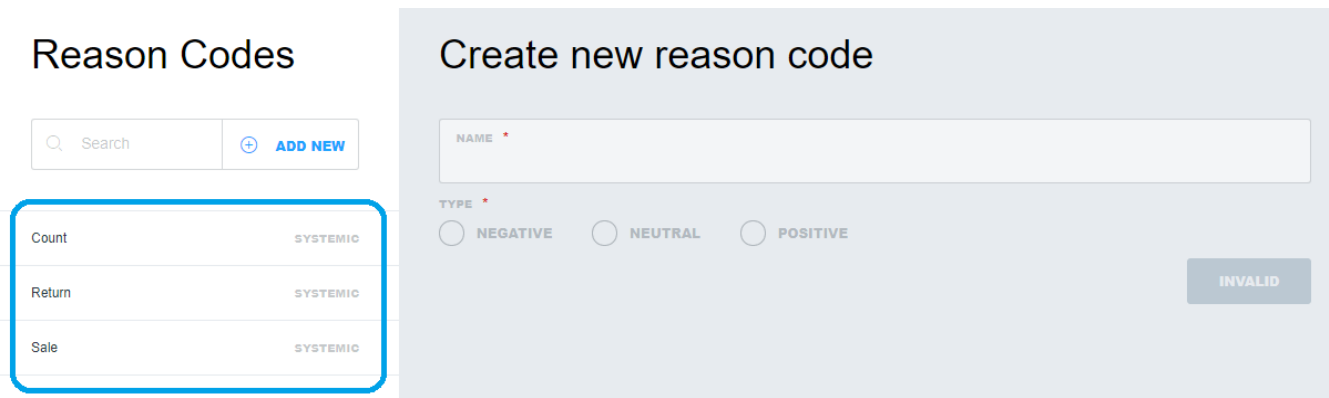 Reason Codes
Search
ADD NEW
Count SYSTEMIC
Return SYSTEMIC
Sale SYSTEMIC
Create new reason code
NAME *
TYPE *
NEGATIVE NEUTRAL POSITIVE
INVALID